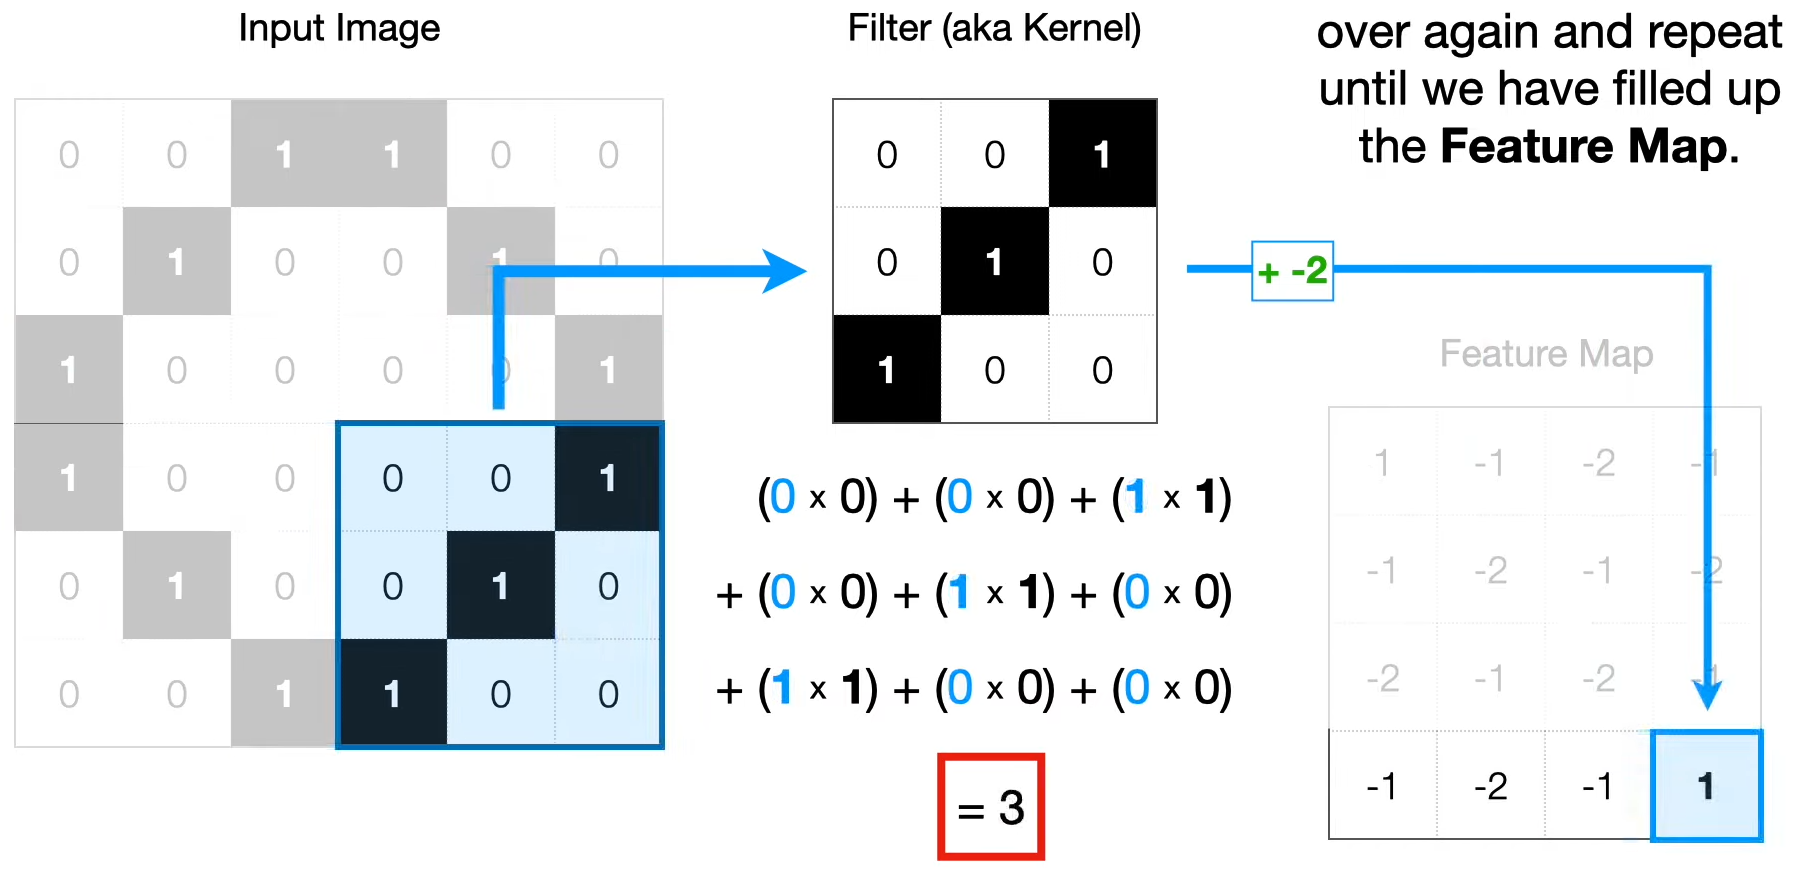 Input Image
0 0 1 1 0 0
0 1 0 0 1 0
1 0 0 0 0 1
1 0 0 0 0 1
0 1 0 0 1 0
0 0 1 1 0 0
Filter (aka Kernel)
0 0 1
0 1 0
1 0 0
(0 × 0) + (0 × 0) + (1 × 1)
+ (0 × 0) + (1 × 1) + (0 × 0)
+ (1 × 1) + (0 × 0) + (0 × 0)
= 3
over again and repeat
until we have filled up
the Feature Map.
+ -2
Feature Map
1 -1 -2 -1
-1 -2 -1 -2
-2 -1 -2 -1
-1 -2 -1 1